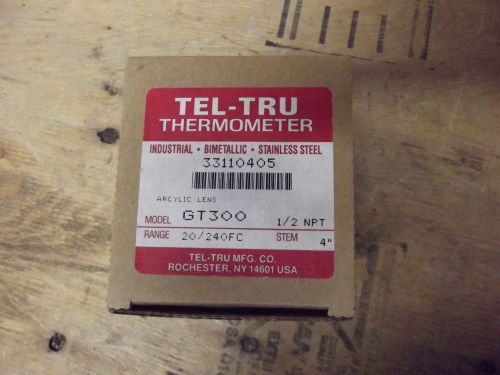 TEL-TRU
THERMOMETER
INDUSTRIAL • BIMETALLIC • STAINLESS STEEL
33110405
ARCYLIC LENS
MODEL GT300 1/2 NPT
RANGE 20/240FC STEM 4"
TEL-TRU MFG. CO.
ROCHESTER, NY 14601 USA